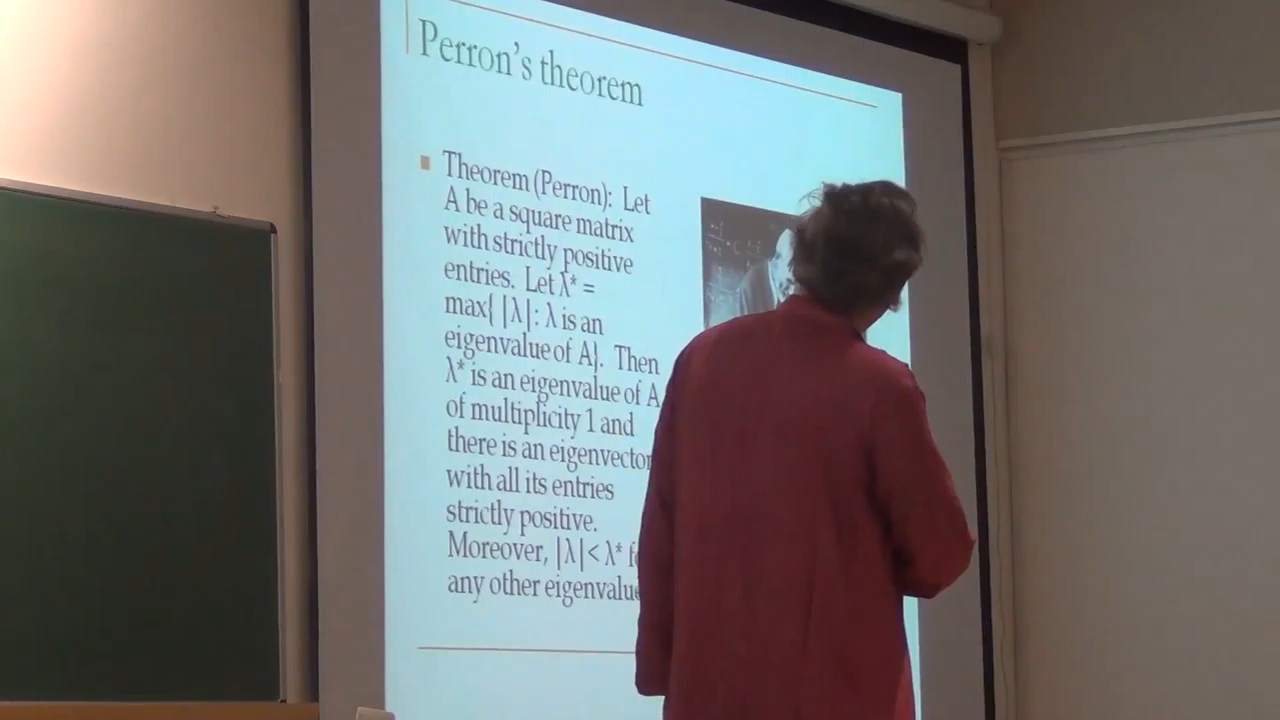 Perron's theorem
Theorem (Perron): Let
A be a square matrix
with strictly positive
entries. Let λ* =
max{ |λ|: λ is an
eigenvalue of A}. Then
λ* is an eigenvalue of A
of multiplicity 1 and
there is an eigenvector
with all its entries
strictly positive.
Moreover, |λ| < λ*
any other eigenvalue